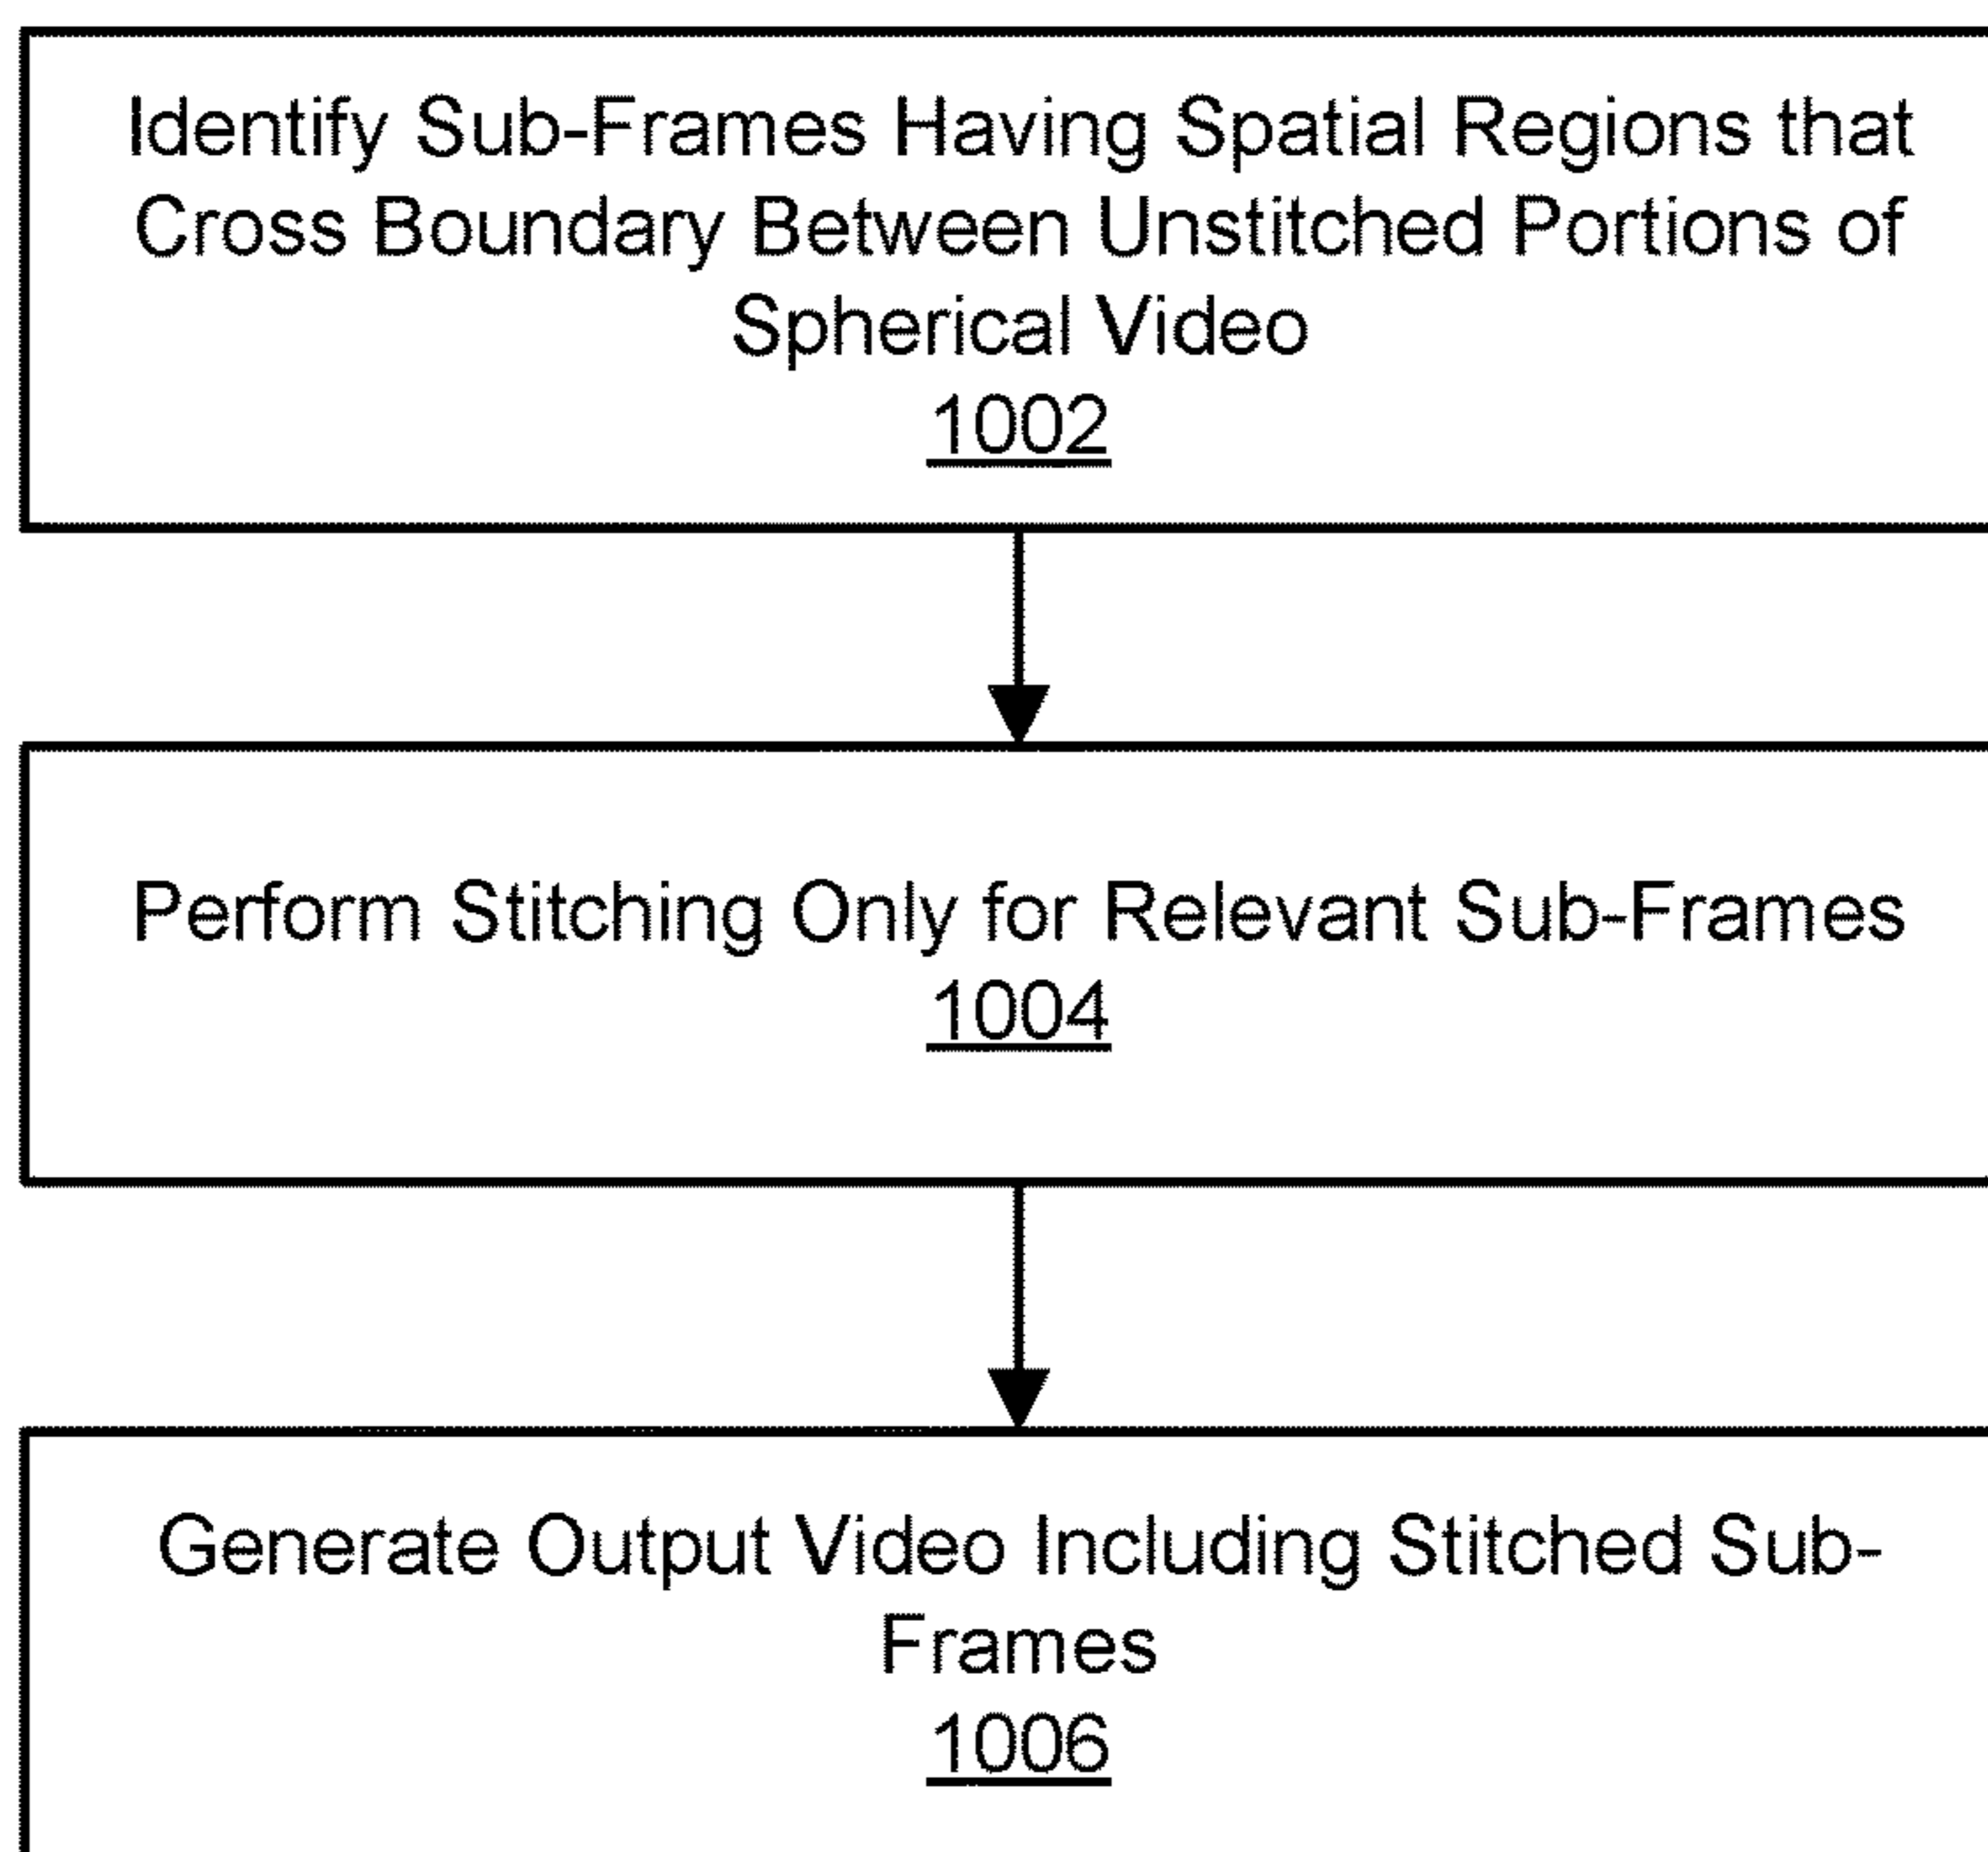 Identify Sub-Frames Having Spatial Regions that
Cross Boundary Between Unstitched Portions of
Spherical Video
1002
Perform Stitching Only for Relevant Sub-Frames
1004
Generate Output Video Including Stitched Sub-
Frames
1006